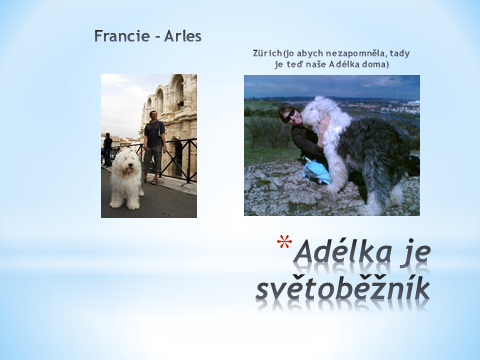 Francie - Arles
Zürich(jo abych nezapomněla, tady
je teď naše Adélka doma)
*Adélka je
světoběžník